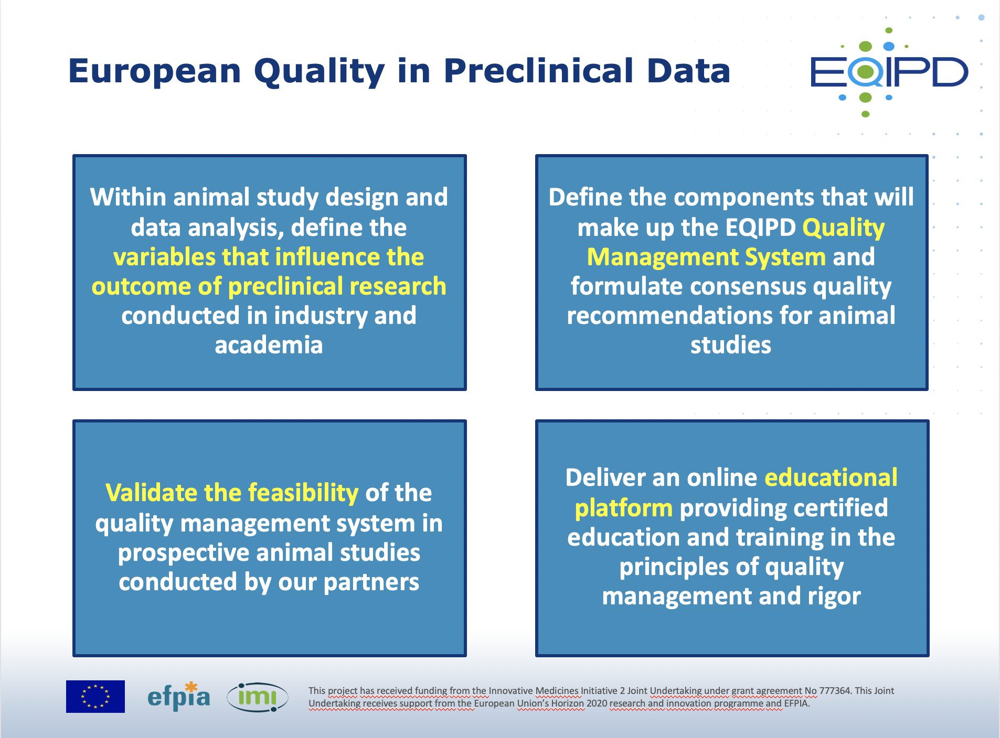 European Quality in Preclinical Data
EQIPD
Within animal study design and
data analysis, define the
variables that influence the
outcome of preclinical research
conducted in industry and
academia
Define the components that will
make up the EQIPD Quality
Management System and
formulate consensus quality
recommendations for animal
studies
Validate the feasibility of the
quality management system in
prospective animal studies
conducted by our partners
Deliver an online educational
platform providing certified
education and training in the
principles of quality
management and rigor
efpia
imi
This project has received funding from the Innovative Medicines Initiative 2 Joint Undertaking under grant agreement No 777364. This Joint
Undertaking receives support from the European Union’s Horizon 2020 research and innovation programme and EFPIA.